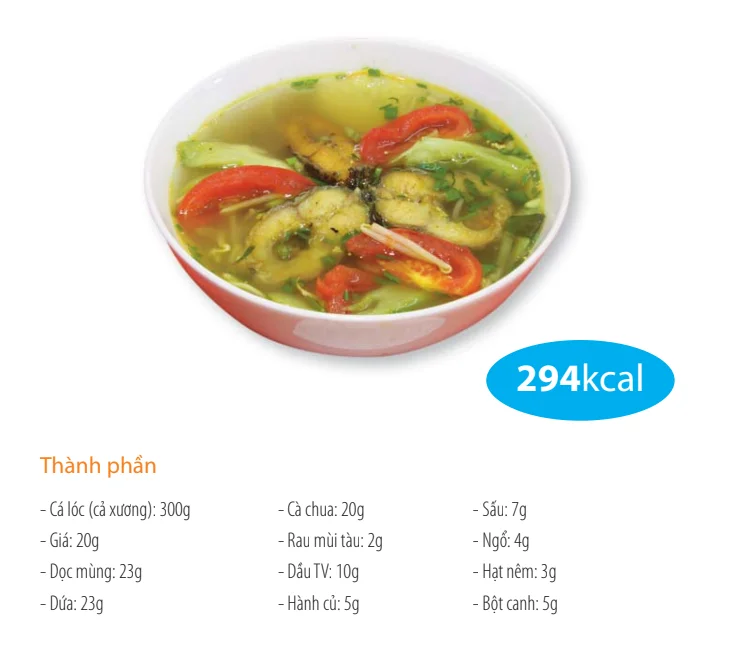 294kcal
Thành phần
- Cá lóc (cả xương): 300g
- Giá: 20g
- Dọc mùng: 23g
- Dứa: 23g
- Cà chua: 20g
- Rau mùi tàu: 2g
- Dầu TV: 10g
- Hành củ: 5g
- Sấu: 7g
- Ngổ: 4g
- Hạt nêm: 3g
- Bột canh: 5g